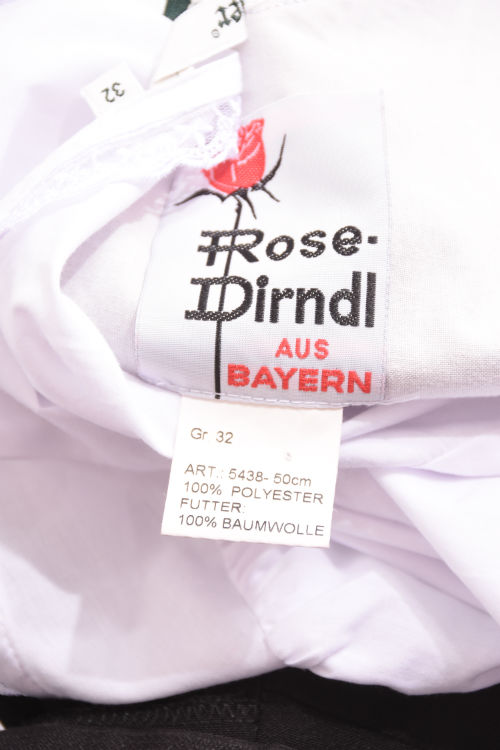 32
Rose-
Dirndl
AUS
BAYERN
Gr 32
ART.: 5438- 50cm
100% POLYESTER
FUTTER:
100% BAUMWOLLE